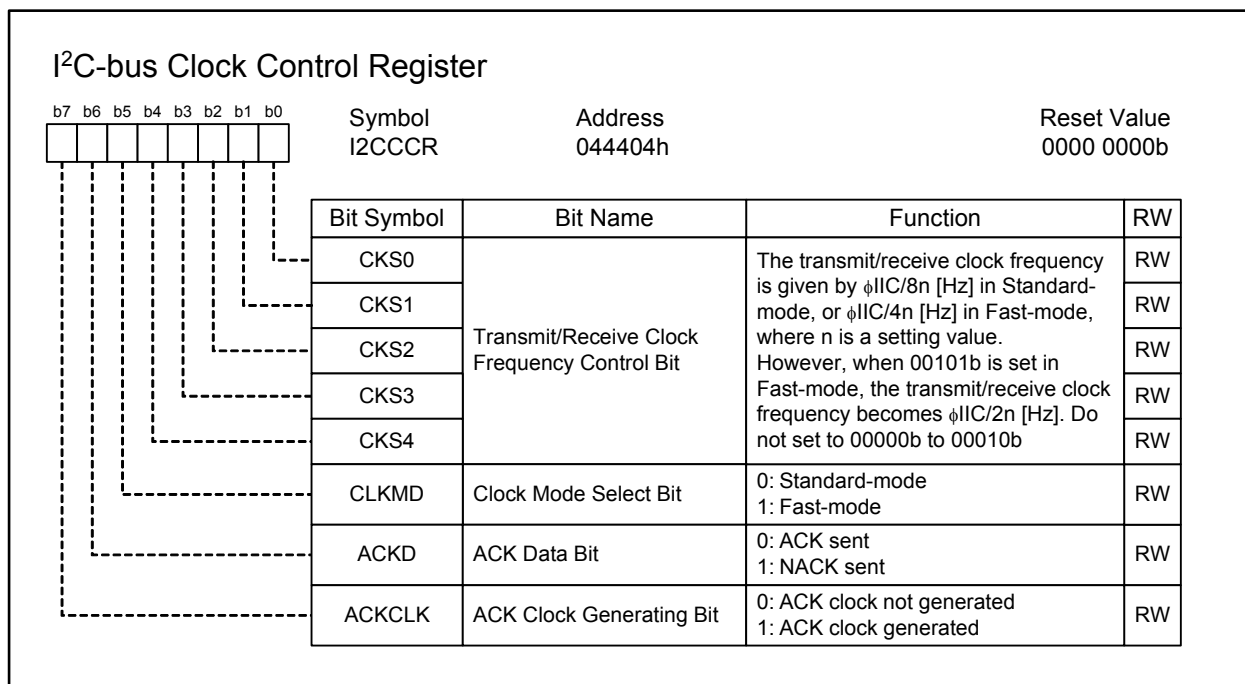 I²C-bus Clock Control Register
b7 b6 b5 b4 b3 b2 b1 b0
Symbol Address Reset Value
I2CCCR 044404h 0000 0000b
Bit Symbol Bit Name Function RW
CKS0 RW
CKS1 RW
CKS2 RW
CKS3 RW
CKS4 RW
Transmit/Receive Clock
Frequency Control Bit
The transmit/receive clock frequency
is given by ϕIIC/8n [Hz] in Standard-
mode, or ϕIIC/4n [Hz] in Fast-mode,
where n is a setting value.
However, when 00101b is set in
Fast-mode, the transmit/receive clock
frequency becomes ϕIIC/2n [Hz]. Do
not set to 00000b to 00010b
CLKMD Clock Mode Select Bit RW
0: Standard-mode
1: Fast-mode
ACKD ACK Data Bit RW
0: ACK sent
1: NACK sent
ACKCLK ACK Clock Generating Bit RW
0: ACK clock not generated
1: ACK clock generated